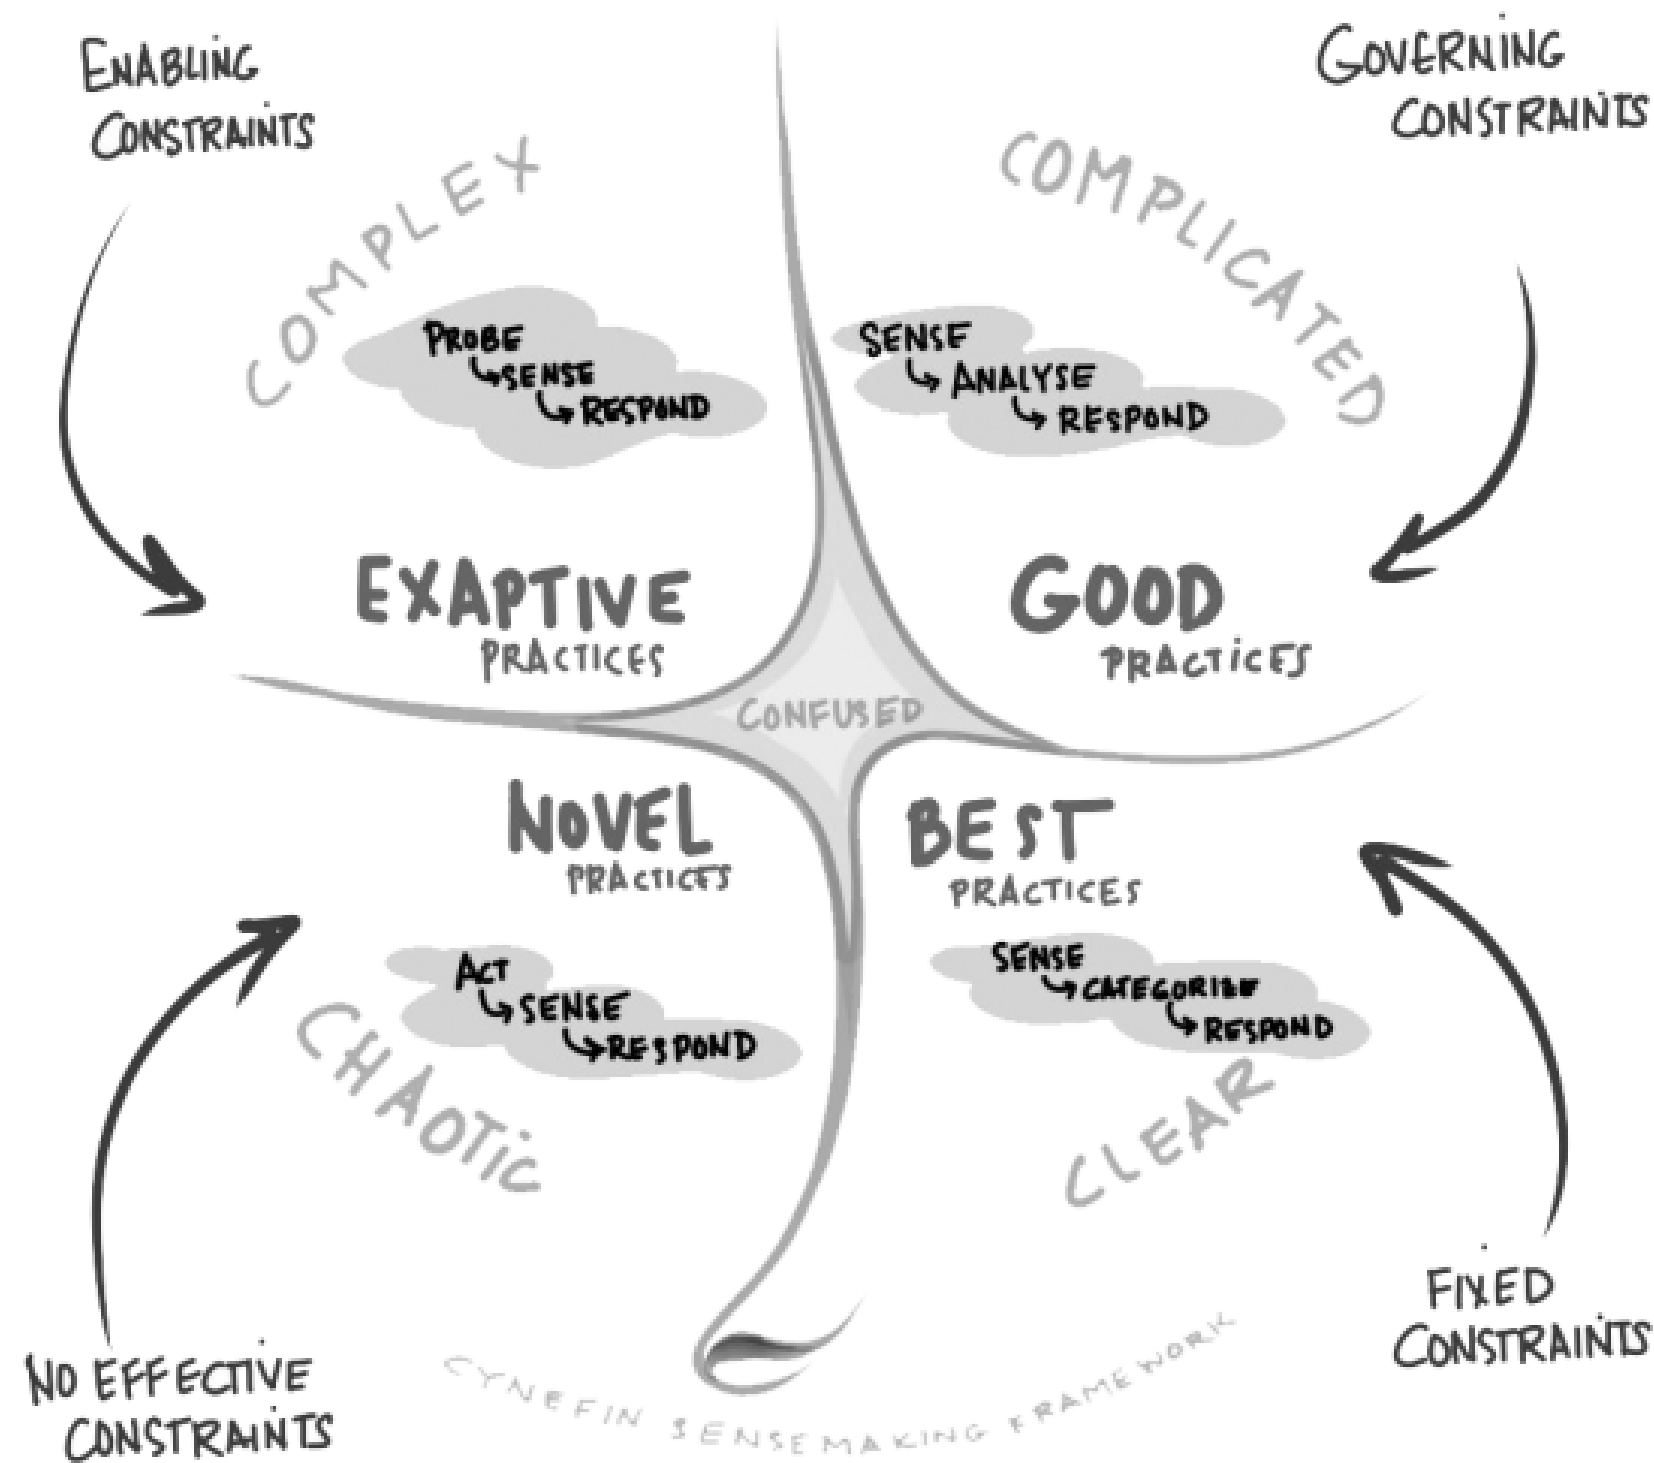 ENABLING
CONSTRAINTS
GOVERNING
CONSTRAINTS
COMPLEX
COMPLICATED
PROBE
SENSE
RESPOND
SENSE
ANALYSE
RESPOND
EXAPTIVE
PRACTICES
GOOD
PRACTICES
CONFUSED
NOVEL
PRACTICES
BEST
PRACTICES
ACT
SENSE
RESPOND
SENSE
CATEGORIZE
RESPOND
CHAOTIC
CLEAR
NO EFFECTIVE
CONSTRAINTS
FIXED
CONSTRAINTS
CYNEFIN SENSEMAKING FRAMEWORK